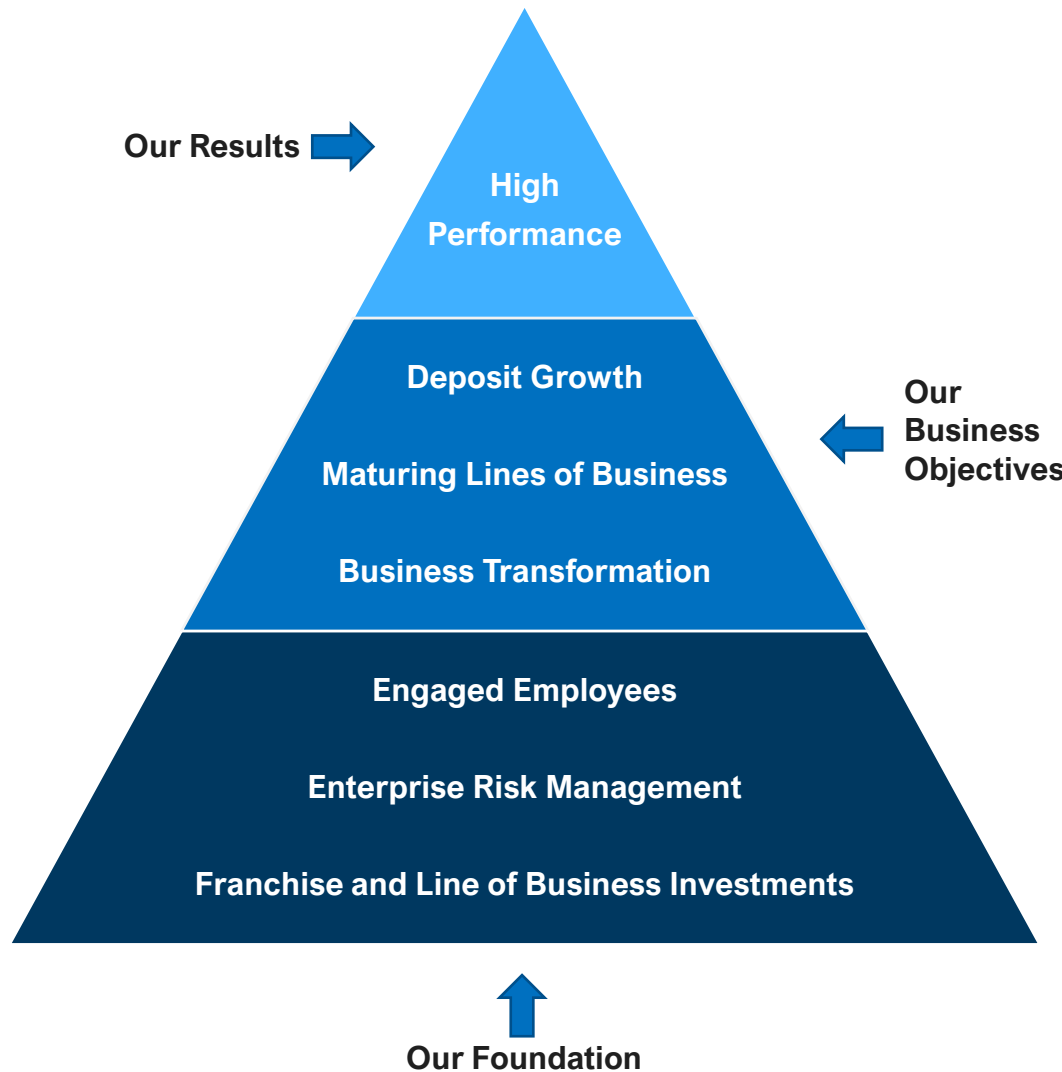 Our Results
High
Performance
Deposit Growth
Our
Business
Objectives
Maturing Lines of Business
Business Transformation
Engaged Employees
Enterprise Risk Management
Franchise and Line of Business Investments
Our Foundation